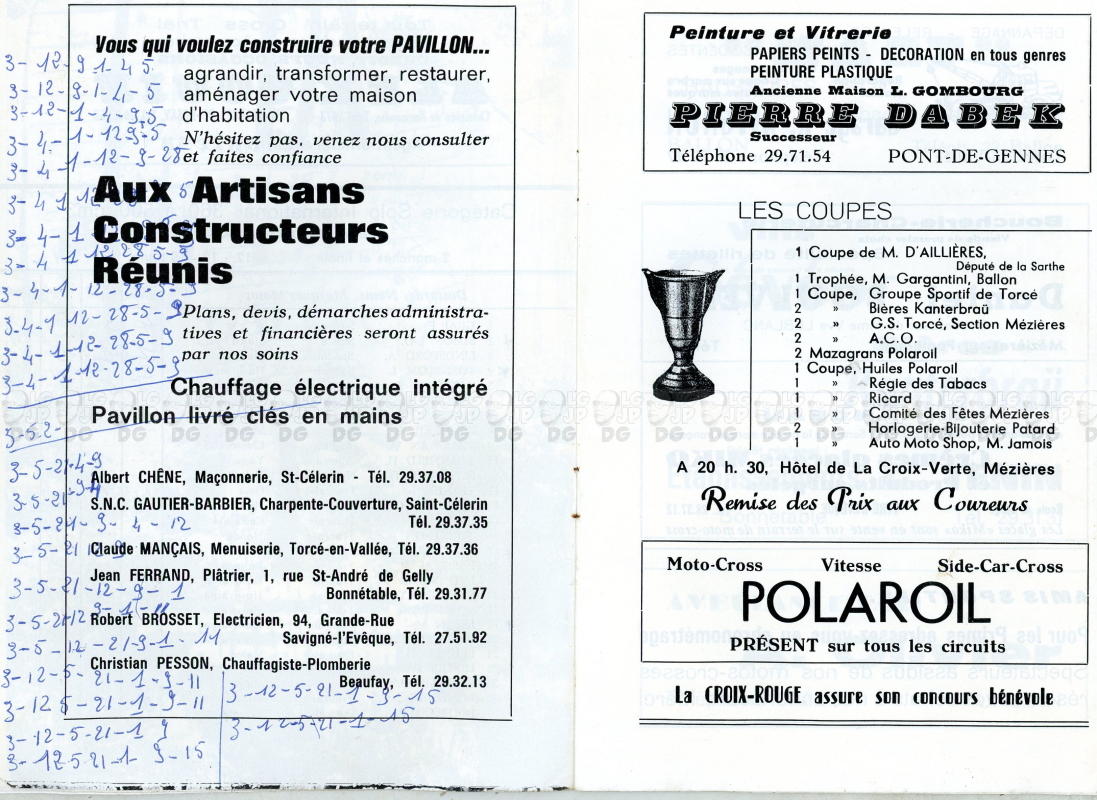 Vous qui voulez construire votre PAVILLON...
agrandir, transformer, restaurer,
aménager votre maison
d'habitation
N'hésitez pas, venez nous consulter
et faites confiance
Aux Artisans
Constructeurs
Réunis
Plans, devis, démarches administra-
tives et financières seront assurés
par nos soins
Chauffage électrique intégré
Pavillon livré clés en mains
Albert CHÊNE, Maçonnerie, St-Célerin - Tél. 29.37.08
S.N.C. GAUTIER-BARBIER, Charpente-Couverture, Saint-Célerin
Tél. 29.37.35
Claude MANÇAIS, Menuiserie, Torcé-en-Vallée, Tél. 29.37.36
Jean FERRAND, Plâtrier, 1, rue St-André de Gelly
Bonnétable, Tél. 29.31.77
Robert BROSSET, Electricien, 94, Grande-Rue
Savigné-l'Evêque, Tél. 27.51.92
Christian PESSON, Chauffagiste-Plomberie
Beaufay, Tél. 29.32.13
3- 12-9 1-4 5
3-12-9-1-4-5
3-12-1-4-9-5
3-4- 1-12 9-5
3-4-1-12-9-28
3-4-1-12-28-5-9
3-4-1 12-28-5-9
3-4-1 12-28-5-9
3-4-1 12-28-5-9
3-5-21-9-4 12
3-5-21-12-9-1
3-5-12-21-9-1 11
3-12-5-21-1-9-11
3-12 5-21-1-9-11
3-12-5-21-1 9
3-12 5-21-1- 9-15
3-12-5-21-1-9-15
3-12-5-21-1-15
Peinture et Vitrerie
PAPIERS PEINTS - DECORATION en tous genres
PEINTURE PLASTIQUE
Ancienne Maison L. GOMBOURG
PIERRE DABEK
Successeur
Téléphone 29.71.54 PONT-DE-GENNES
LES COUPES
1 Coupe de M. D'AILLIÈRES,
Député de la Sarthe
1 Trophée, M. Gargantini, Ballon
1 Coupe, Groupe Sportif de Torcé
2 » Bières Kanterbraü
2 » G.S. Torcé, Section Mézières
2 » A.C.O.
2 Mazagrans Polaroil
1 Coupe, Huiles Polaroil
1 » Régie des Tabacs
1 » Ricard
4 » Comité des Fêtes Mézières
2 » Horlogerie-Bijouterie Patard
1 » Auto Moto Shop, M. Jamois
A 20 h. 30, Hôtel de La Croix-Verte, Mézières
Remise des Prix aux Coureurs
Moto-Cross Vitesse Side-Car-Cross
POLAROIL
PRÉSENT sur tous les circuits
La CROIX-ROUGE assure son concours bénévole